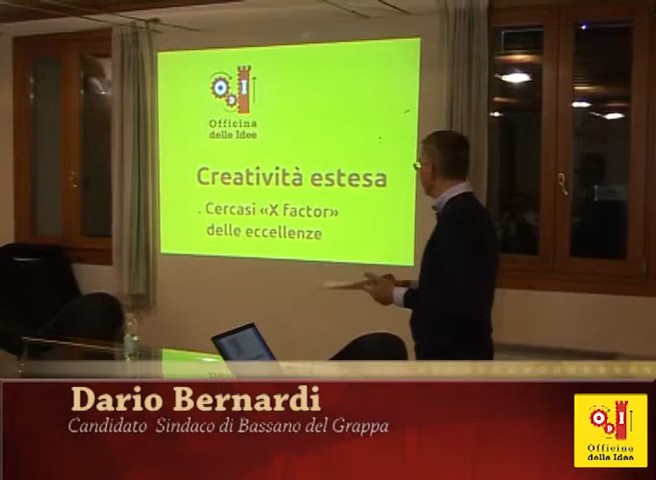 O D I
Officina
delle Idee
Creatività estesa
. Cercasi «X factor»
delle eccellenze
Dario Bernardi
Candidato Sindaco di Bassano del Grappa
O D I
Officina
delle Idee